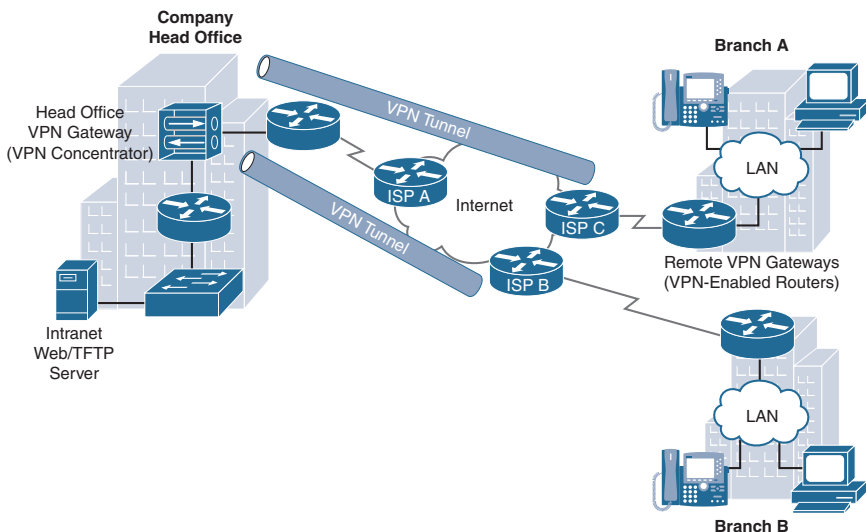 Company
Head Office
Branch A
Head Office
VPN Gateway
(VPN Concentrator)
VPN Tunnel
LAN
ISP A
Internet
VPN Tunnel
ISP C
ISP B
Remote VPN Gateways
(VPN-Enabled Routers)
Intranet
Web/TFTP
Server
LAN
Branch B